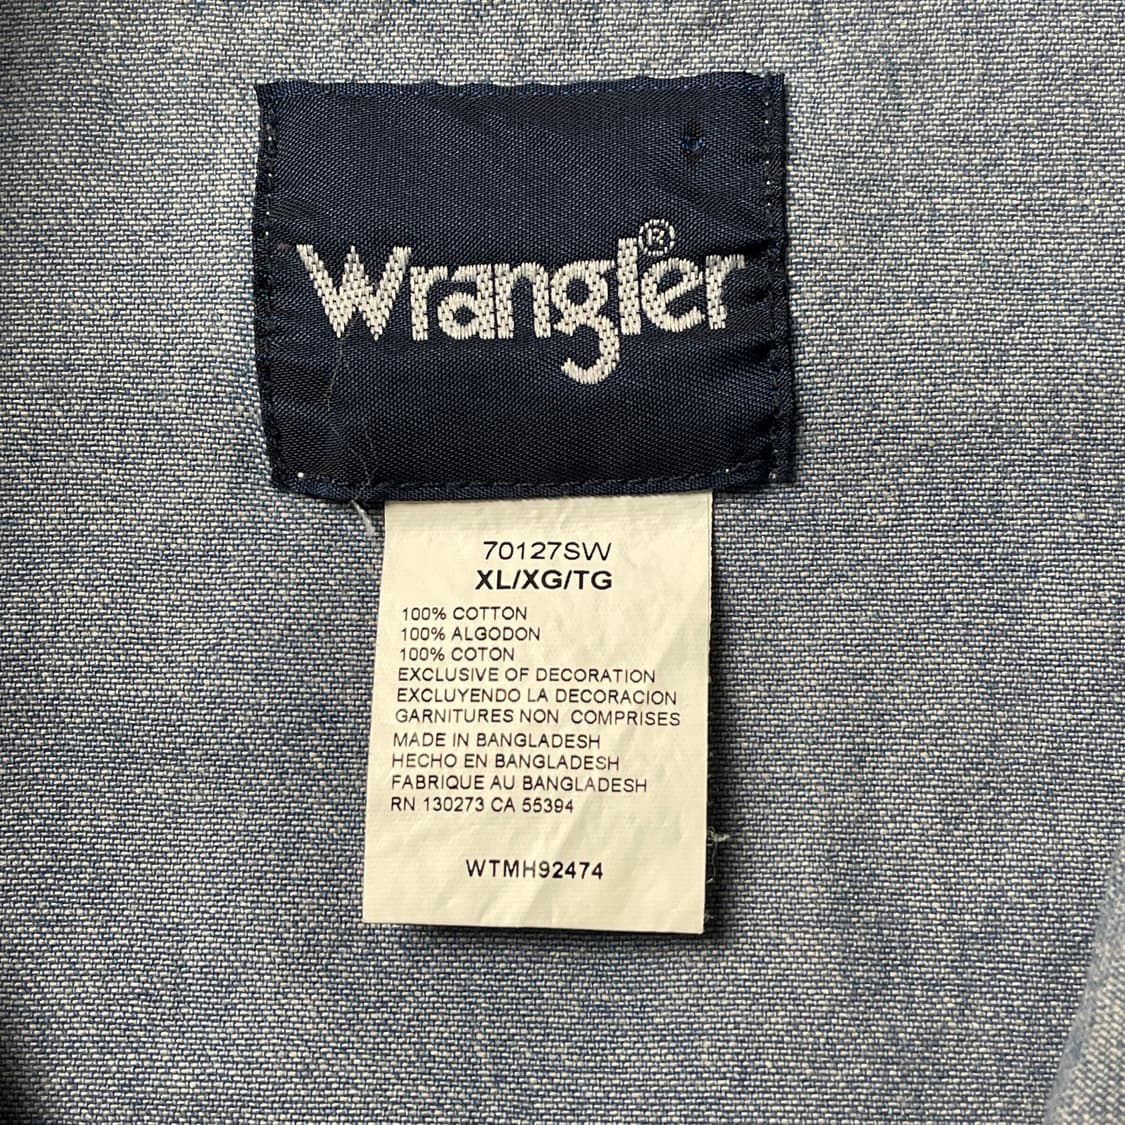 Wrangler®
70127SW
XL/XG/TG
100% COTTON
100% ALGODON
100% COTON
EXCLUSIVE OF DECORATION
EXCLUYENDO LA DECORACION
GARNITURES NON COMPRISES
MADE IN BANGLADESH
HECHO EN BANGLADESH
FABRIQUE AU BANGLADESH
RN 130273 CA 55394
WTMH92474